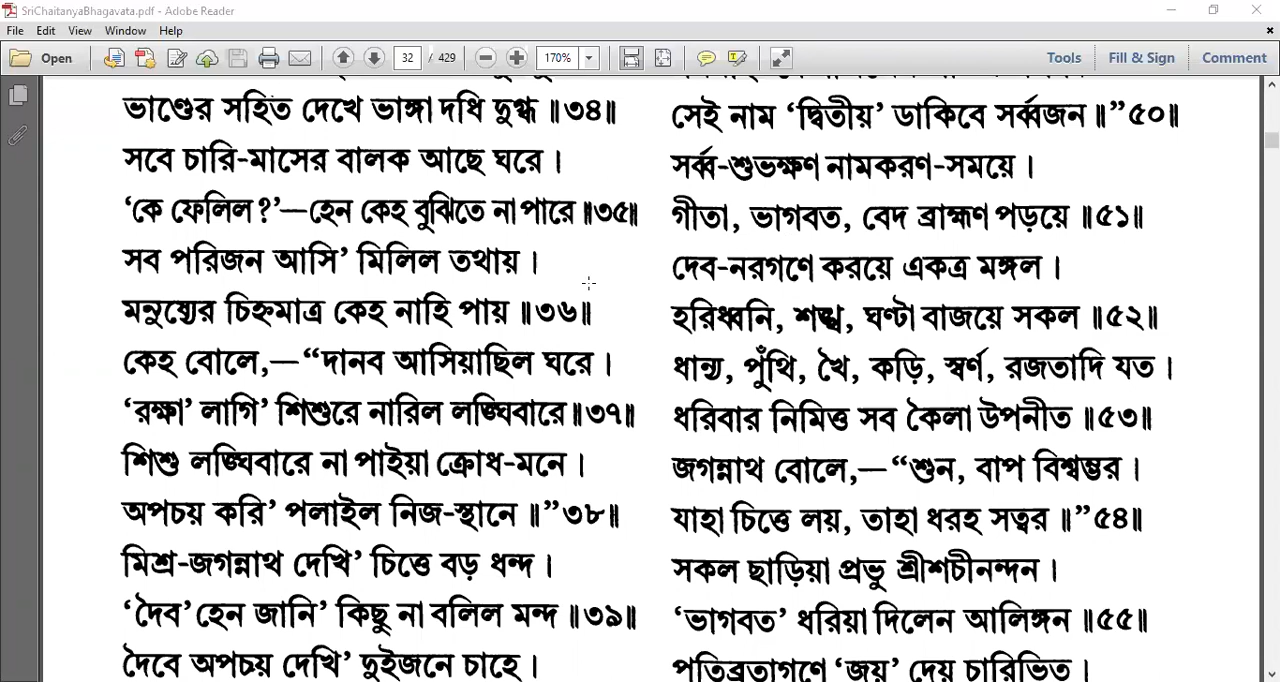 SriChaitanyaBhagavata.pdf - Adobe Reader
File Edit View Window Help
Open 32 / 429 170% Tools Fill & Sign Comment
ভাণ্ডের সহিত দেখে ভাঙ্গা দধি দুগ্ধ ॥৩৪॥
সবে চারি-মাসের বালক আছে ঘরে ।
‘কে ফেলিল ?’—হেন কেহ বুঝিতে না পারে ॥৩৫॥
সব পরিজন আসি’ মিলিল তথায় ।
মনুষ্যের চিহ্নমাত্র কেহ নাহি পায় ॥৩৬॥
কেহ বোলে,—“দানব আসিয়াছিল ঘরে ।
‘রক্ষা’ লাগি’ শিশুরে নারিল লঙ্ঘিবারে॥৩৭॥
শিশু লঙ্ঘিবারে না পাইয়া ক্রোধ-মনে ।
অপচয় করি’ পলাইল নিজ-স্থানে ॥”৩৮॥
মিশ্র-জগন্নাথ দেখি’ চিত্তে বড় ধন্দ ।
‘দৈব’ হেন জানি’ কিছু না বলিল মন্দ ॥৩৯॥
দৈবে অপচয় দেখি’ দুইজনে চাহে ।
সেই নাম ‘দ্বিতীয়’ ডাকিবে সর্ব্বজন ॥”৫০॥
সর্ব্ব-শুভক্ষণ নামকরণ-সময়ে ।
গীতা, ভাগবত, বেদ ব্রাহ্মণ পড়য়ে ॥৫১॥
দেব-নরগণে করয়ে একত্র মঙ্গল ।
হরিধ্বনি, শঙ্খ, ঘণ্টা বাজয়ে সকল ॥৫২॥
ধান্য, পুঁথি, খৈ, কড়ি, স্বর্ণ, রজতাদি যত ।
ধরিবার নিমিত্ত সব কৈলা উপনীত ॥৫৩॥
জগন্নাথ বোলে,—“শুন, বাপ বিশ্বম্ভর ।
যাহা চিত্তে লয়, তাহা ধরহ সত্বর ॥”৫৪॥
সকল ছাড়িয়া প্রভু শ্রীশচীনন্দন ।
‘ভাগবত’ ধরিয়া দিলেন আলিঙ্গন ॥৫৫॥
পতিব্রতাগণে ‘জয়’ দেয় চারিভিত ।